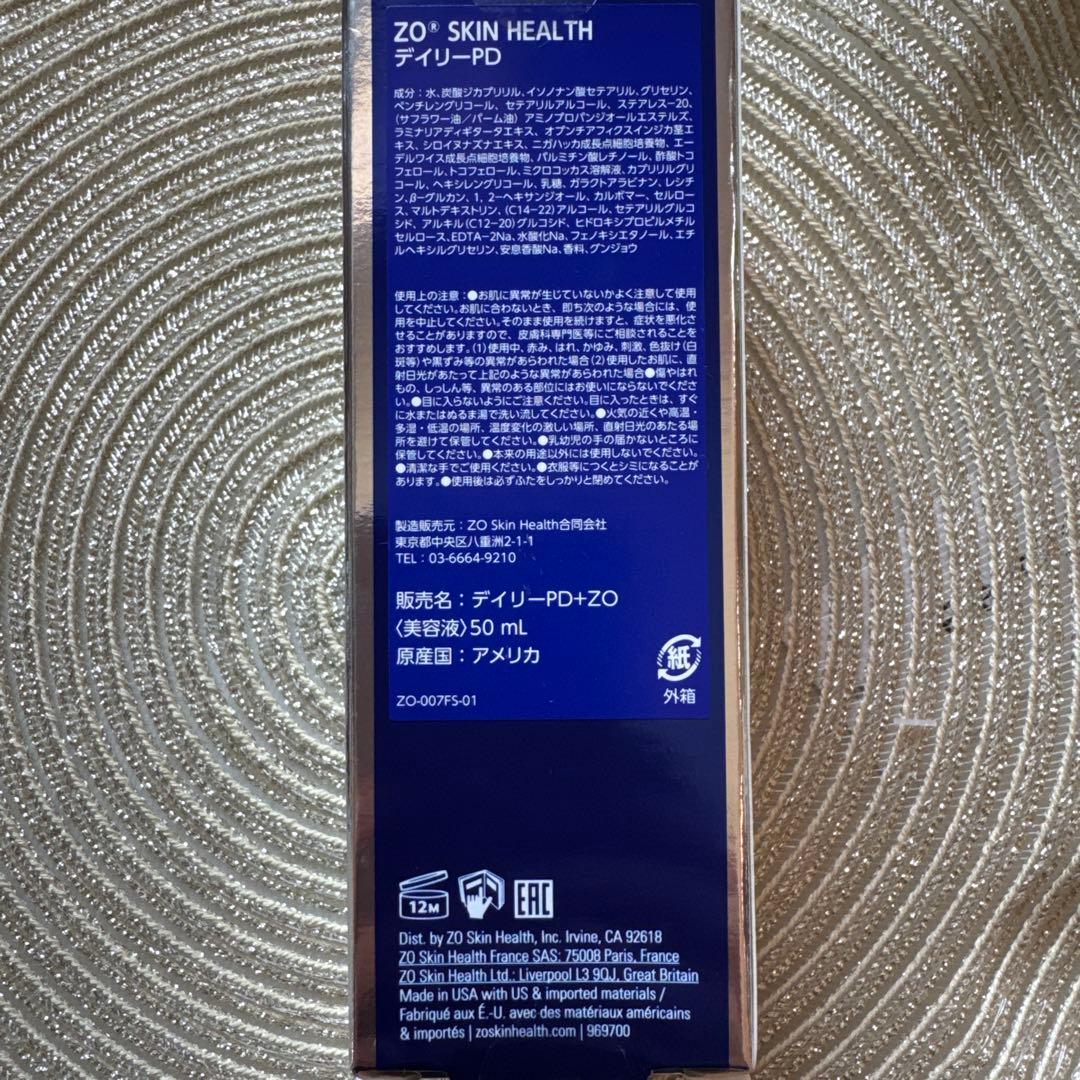 ZO® SKIN HEALTH
デイリーPD
成分：水、炭酸ジカプリリル、イソノナン酸セテアリル、グリセリン、
ペンチレングリコール、セテアリルアルコール、ステアレス-20、
(サフラワー油／パーム油) アミノプロパンジオールエステルズ、
ラミナリアディギタータエキス、オプンチアフィクスインジカ茎エ
キス、シロイヌナズナエキス、ニガハッカ成長点細胞培養物、エー
デルワイス成長点細胞培養物、パルミチン酸レチノール、酢酸トコ
フェロール、トコフェロール、ミクロコッカス溶解液、カプリリルグリ
コール、ヘキシレングリコール、乳糖、ガラクトアラビナン、レシチ
ン、β-グルカン、1, 2-ヘキサンジオール、カルボマー、セルロー
ス、マルトデキストリン、(C14-22)アルコール、セテアリルグルコ
シド、アルキル(C12-20)グルコシド、ヒドロキシプロピルメチル
セルロース、EDTA-2Na、水酸化Na、フェノキシエタノール、エチ
ルヘキシルグリセリン、安息香酸Na、香料、グンジョウ
使用上の注意：●お肌に異常が生じていないかよく注意して使用
してください。お肌に合わないとき、即ち次のような場合には、使
用を中止してください。そのまま使用を続けますと、症状を悪化さ
せることがありますので、皮膚科専門医等にご相談されることを
おすすめします。(1)使用中、赤み、はれ、かゆみ、刺激、色抜け(白
斑等)や黒ずみ等の異常があらわれた場合(2)使用したお肌に、直
射日光があたって上記のような異常があらわれた場合●傷やはれ
もの、しっしん等、異常のある部位にはお使いにならないでくださ
い。●目に入らないようにご注意ください。目に入ったときは、すぐ
に水またはぬるま湯で洗い流してください。●火気の近くや高温・
多湿・低温の場所、温度変化の激しい場所、直射日光のあたる場
所を避けて保管してください。●乳幼児の手の届かないところに
保管してください。●本来の用途以外には使用しないでください。
●清潔な手でご使用ください。●衣服等につくとシミになることが
あります。●使用後は必ずふたをしっかりと閉めてください。
製造販売元：ZO Skin Health合同会社
東京都中央区八重洲2-1-1
TEL：03-6664-9210
販売名：デイリーPD+ZO
〈美容液〉50 mL
原産国：アメリカ
紙
外箱
ZO-007FS-01
12M
EAC
Dist. by ZO Skin Health, Inc. Irvine, CA 92618
ZO Skin Health France SAS: 75008 Paris, France
ZO Skin Health Ltd.: Liverpool L3 9QJ, Great Britain
Made in USA with US & imported materials /
Fabriqué aux É.-U. avec des matériaux américains
& importés | zoskinhealth.com | 969700